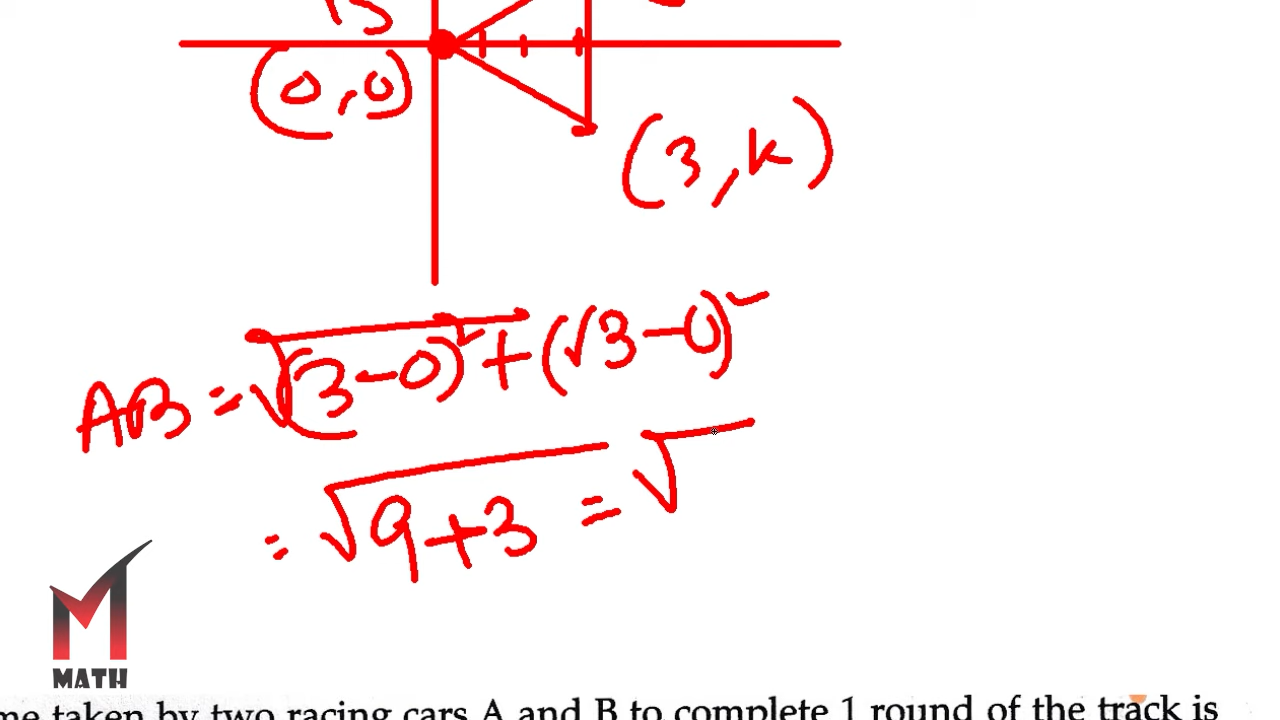 (0,0)
(3,k)
AB = √(3-0)² + (√3-0)²
= √9+3 = √
MATH
me taken by two racing cars A and B to complete 1 round of the track is